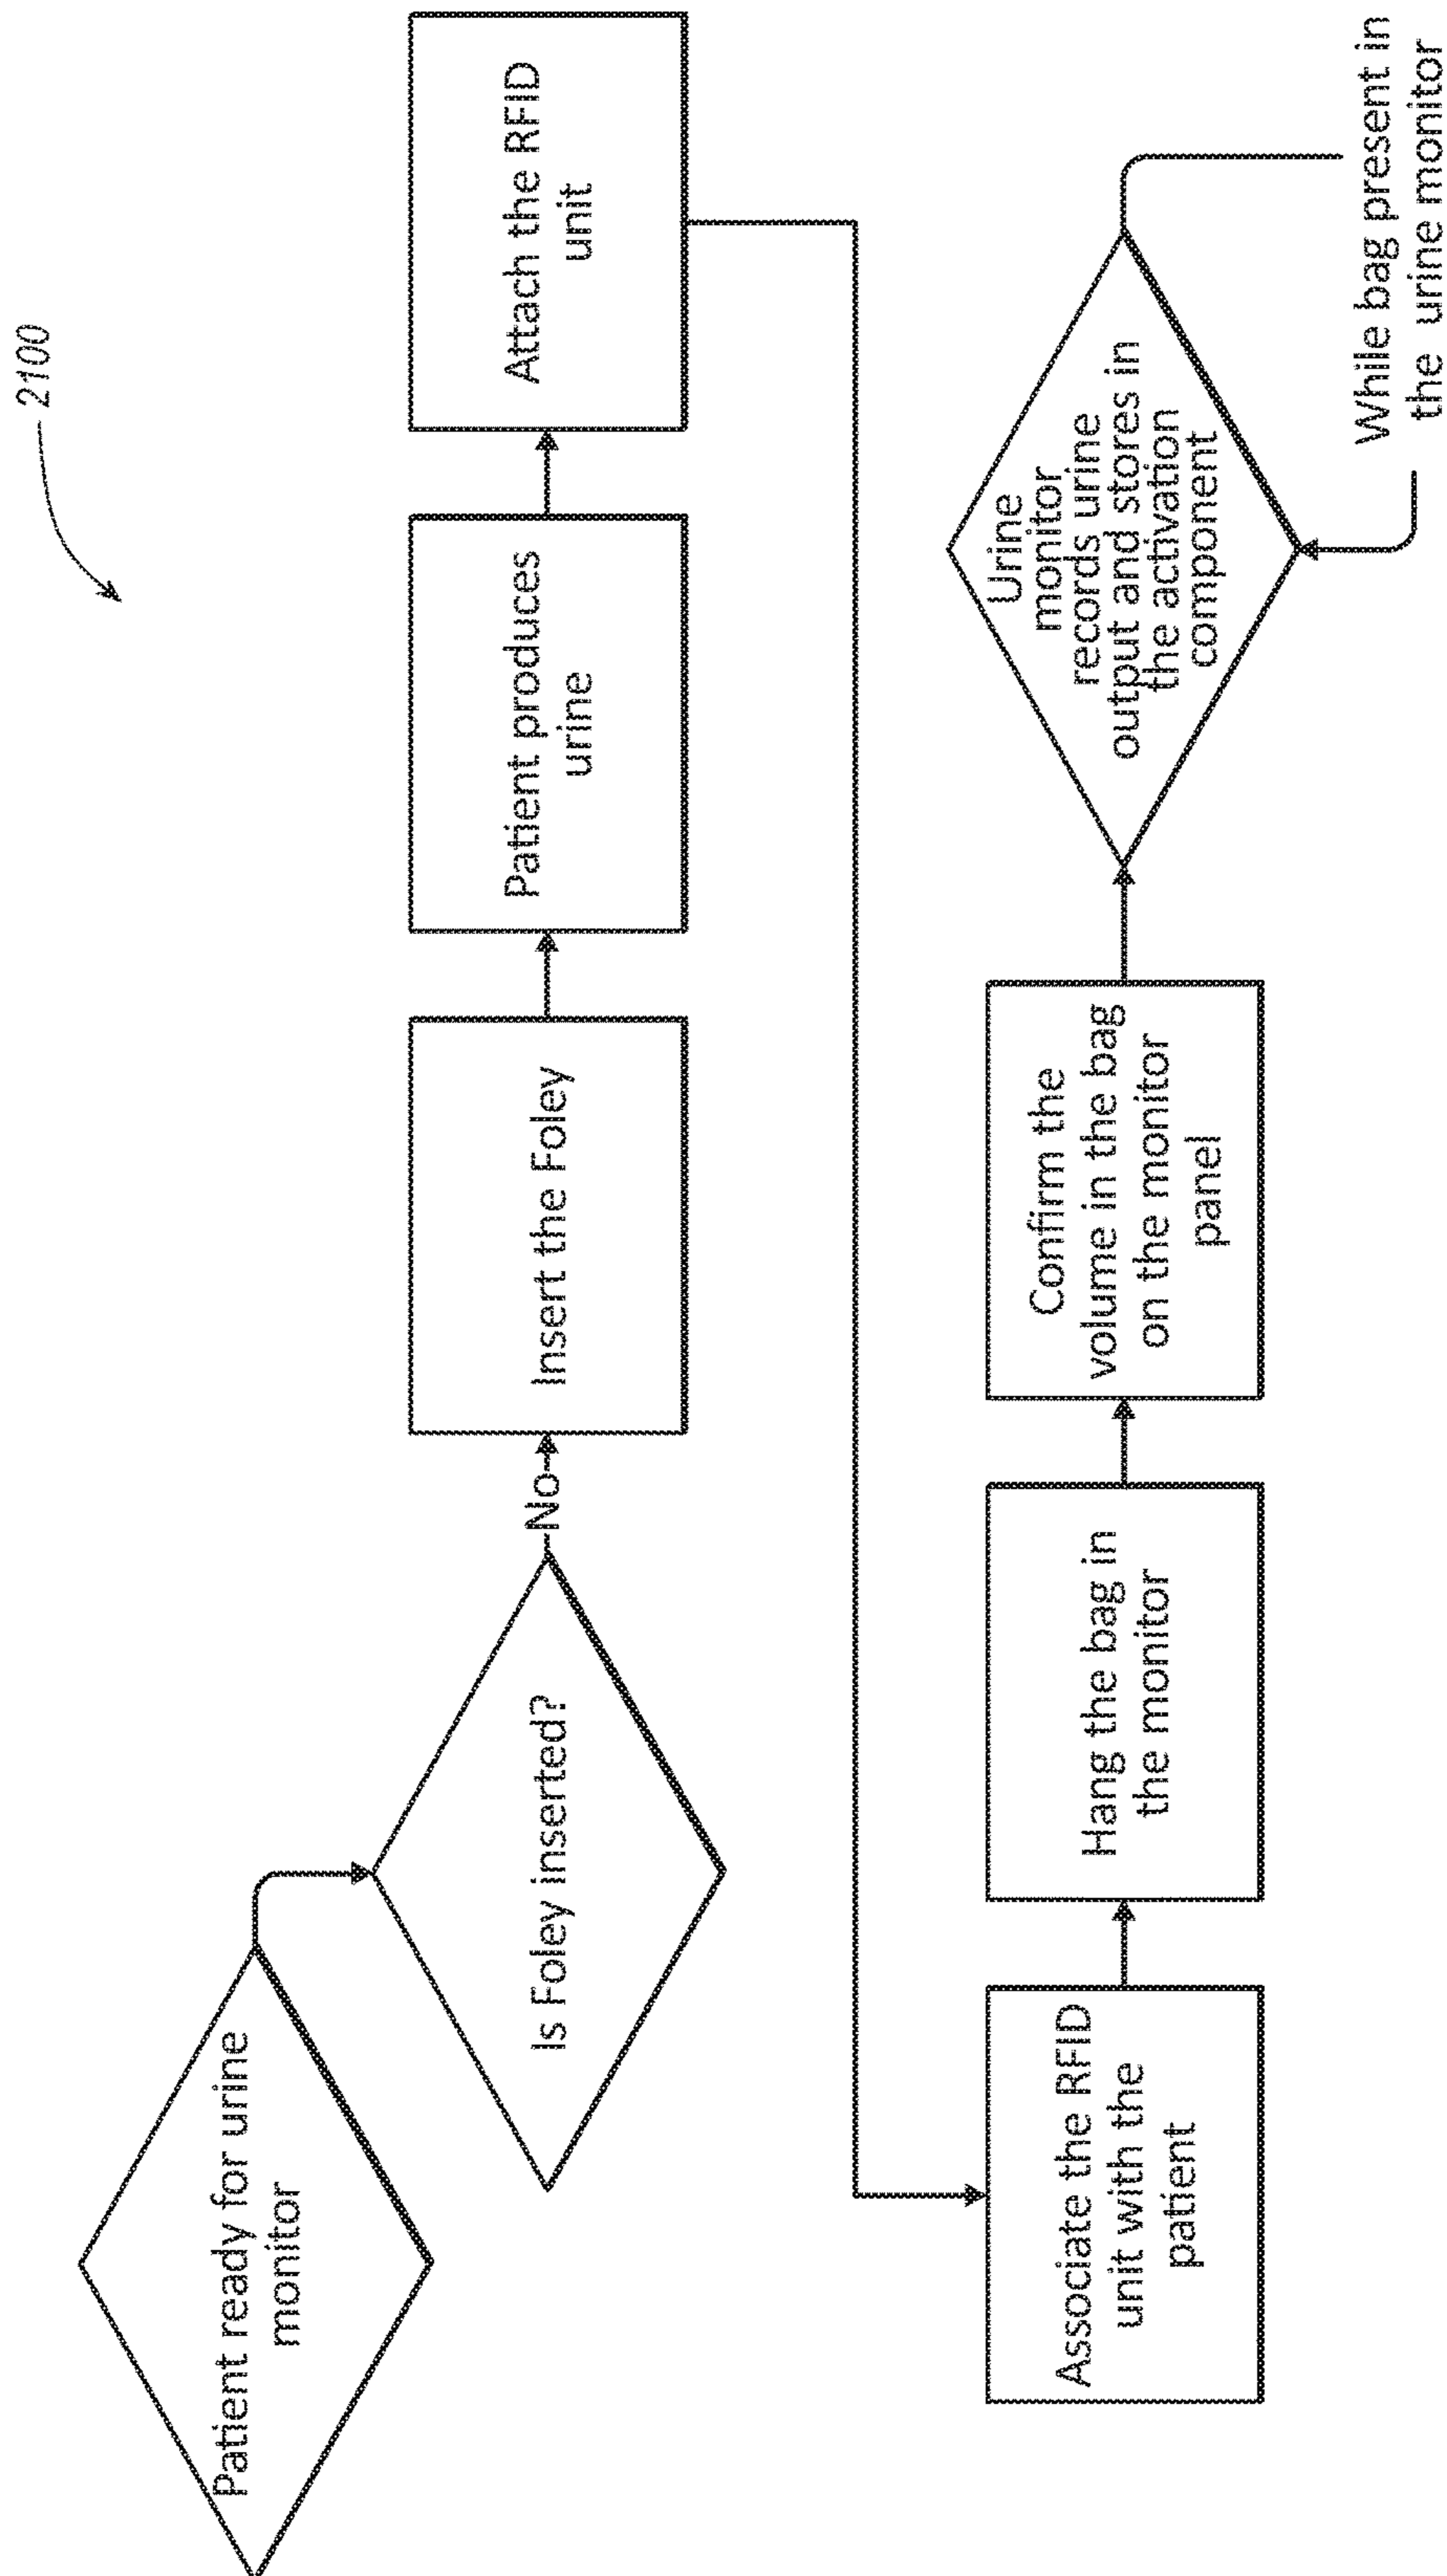 2100
Patient ready for urine
monitor
Is Foley inserted?
No
Insert the Foley
Patient produces
urine
Attach the RFID
unit
Associate the RFID
unit with the
patient
Hang the bag in
the monitor
Confirm the
volume in the bag
on the monitor
panel
Urine
monitor
records urine
output and stores in
the activation
component
While bag present in
the urine monitor